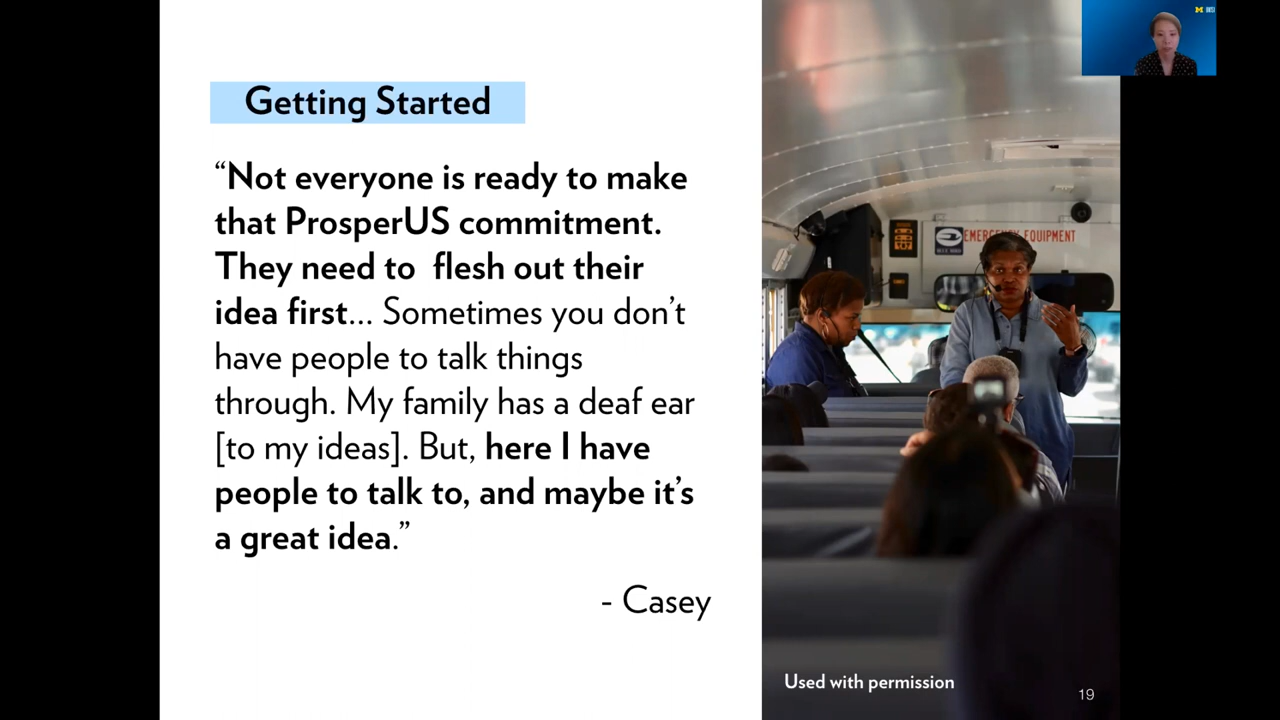 Getting Started
“Not everyone is ready to make
that ProsperUS commitment.
They need to  flesh out their
idea first... Sometimes you don’t
have people to talk things
through. My family has a deaf ear
[to my ideas]. But, here I have
people to talk to, and maybe it’s
a great idea.”
- Casey
EMERGENCY EQUIPMENT
Used with permission
19